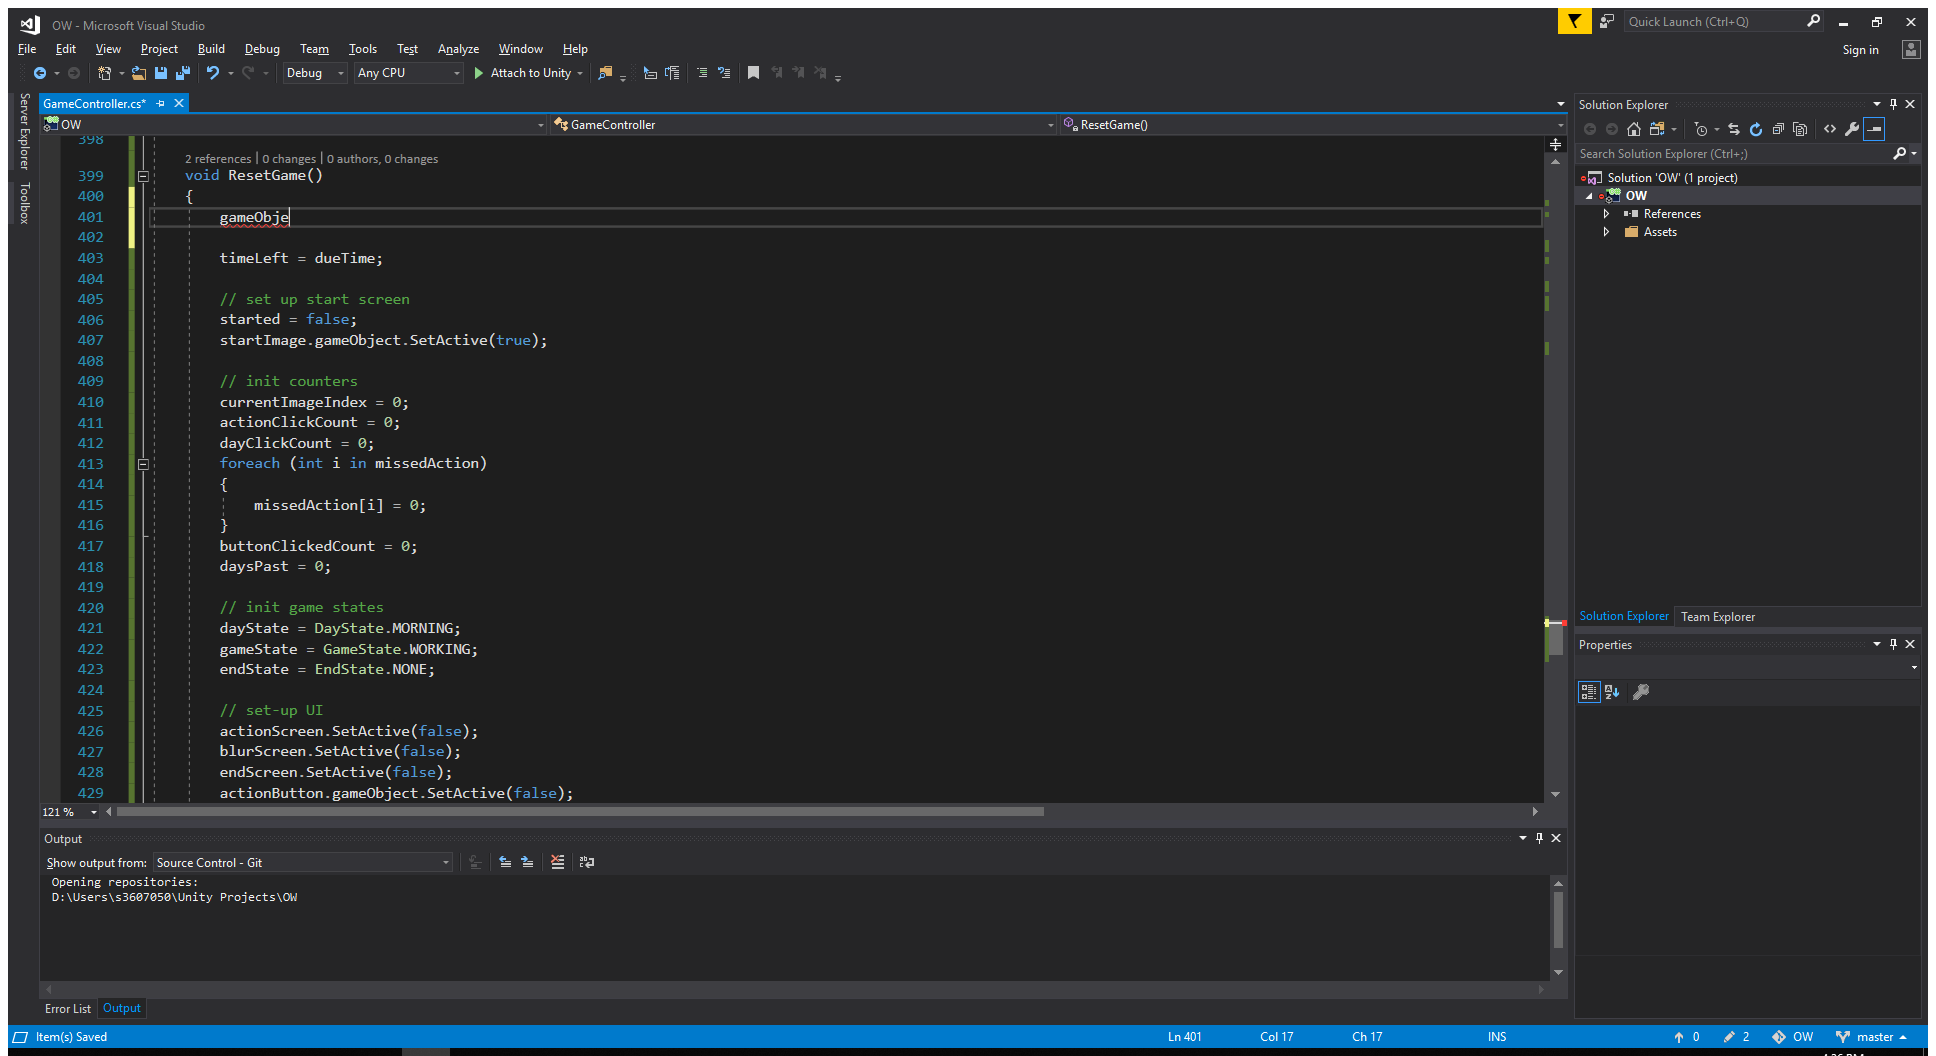 OW - Microsoft Visual Studio
Quick Launch (Ctrl+Q)
File Edit View Project Build Debug Team Tools Test Analyze Window Help
Sign in
Debug Any CPU Attach to Unity
Server Explorer
Toolbox
GameController.cs*
OW GameController ResetGame()
398
2 references | 0 changes | 0 authors, 0 changes
399 void ResetGame()
400 {
401 gameObje
402
403 timeLeft = dueTime;
404
405 // set up start screen
406 started = false;
407 startImage.gameObject.SetActive(true);
408
409 // init counters
410 currentImageIndex = 0;
411 actionClickCount = 0;
412 dayClickCount = 0;
413 foreach (int i in missedAction)
414 {
415 missedAction[i] = 0;
416 }
417 buttonClickedCount = 0;
418 daysPast = 0;
419
420 // init game states
421 dayState = DayState.MORNING;
422 gameState = GameState.WORKING;
423 endState = EndState.NONE;
424
425 // set-up UI
426 actionScreen.SetActive(false);
427 blurScreen.SetActive(false);
428 endScreen.SetActive(false);
429 actionButton.gameObject.SetActive(false);
121 %
Output
Show output from: Source Control - Git
Opening repositories:
D:\Users\s3607050\Unity Projects\OW
Error List Output
Solution Explorer
Search Solution Explorer (Ctrl+;)
Solution 'OW' (1 project)
OW
References
Assets
Solution Explorer Team Explorer
Properties
Item(s) Saved Ln 401 Col 17 Ch 17 INS 0 2 OW master